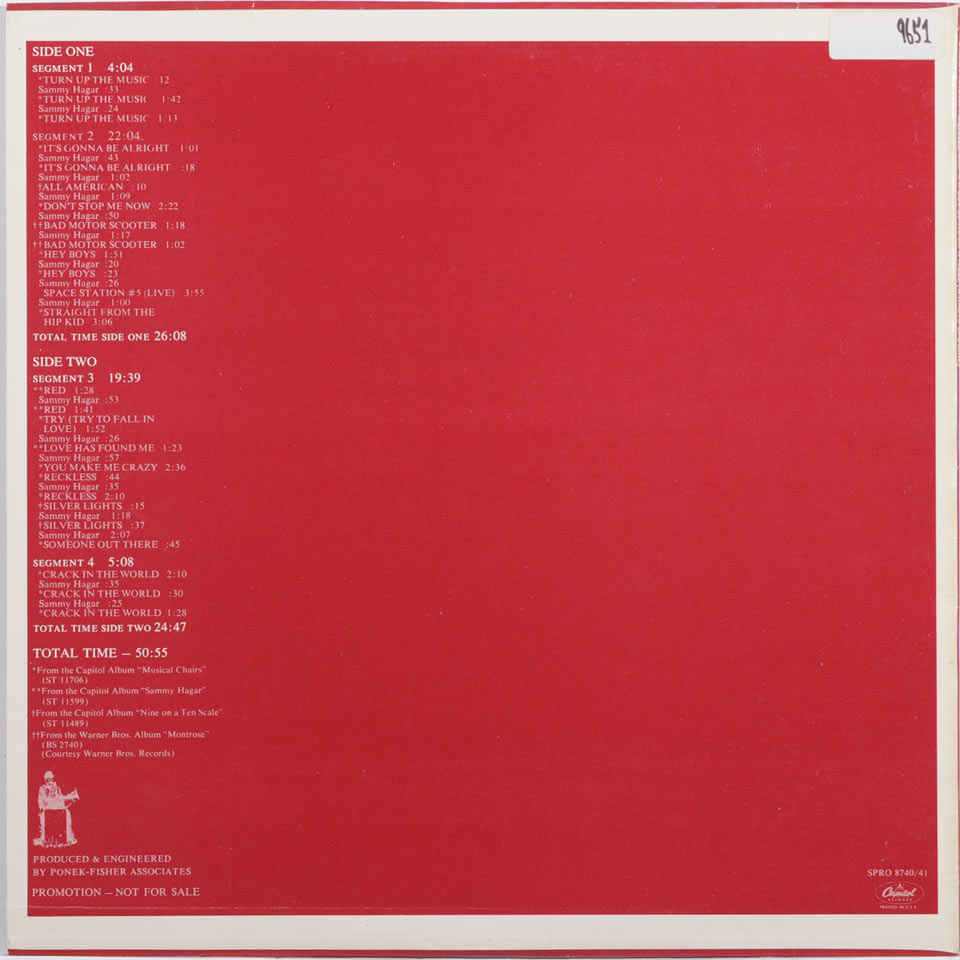 9651
SIDE ONE
SEGMENT 1 4:04
*TURN UP THE MUSIC :12
Sammy Hagar :33
*TURN UP THE MUSIC 1:42
Sammy Hagar :24
*TURN UP THE MUSIC 1:13
SEGMENT 2 22:04
*IT'S GONNA BE ALRIGHT 1:01
Sammy Hagar :43
*IT'S GONNA BE ALRIGHT :18
Sammy Hagar 1:02
†ALL AMERICAN :10
Sammy Hagar 1:09
*DON'T STOP ME NOW 2:22
Sammy Hagar :50
††BAD MOTOR SCOOTER 1:18
Sammy Hagar 1:17
††BAD MOTOR SCOOTER 1:02
*HEY BOYS 1:51
Sammy Hagar :20
*HEY BOYS :23
Sammy Hagar :26
SPACE STATION #5 (LIVE) 3:55
Sammy Hagar 1:00
*STRAIGHT FROM THE
HIP KID 3:06
TOTAL TIME SIDE ONE 26:08
SIDE TWO
SEGMENT 3 19:39
**RED 1:28
Sammy Hagar :53
**RED 1:41
*TRY (TRY TO FALL IN
LOVE) 1:52
Sammy Hagar :26
**LOVE HAS FOUND ME 1:23
Sammy Hagar :57
*YOU MAKE ME CRAZY 2:36
*RECKLESS :44
Sammy Hagar :35
*RECKLESS 2:10
†SILVER LIGHTS :15
Sammy Hagar 1:18
†SILVER LIGHTS :37
Sammy Hagar 2:07
*SOMEONE OUT THERE :45
SEGMENT 4 5:08
*CRACK IN THE WORLD 2:10
Sammy Hagar :35
*CRACK IN THE WORLD :30
Sammy Hagar :25
*CRACK IN THE WORLD 1:28
TOTAL TIME SIDE TWO 24:47
TOTAL TIME – 50:55
*From the Capitol Album "Musical Chairs"
(ST 11706)
**From the Capitol Album "Sammy Hagar"
(ST 11599)
†From the Capitol Album "Nine on a Ten Scale"
(ST 11489)
††From the Warner Bros. Album "Montrose"
(BS 2740)
(Courtesy Warner Bros. Records)
PRODUCED & ENGINEERED
BY PONEK-FISHER ASSOCIATES
PROMOTION – NOT FOR SALE
SPRO 8740/41
Capitol
RECORDS
PRINTED IN U.S.A.